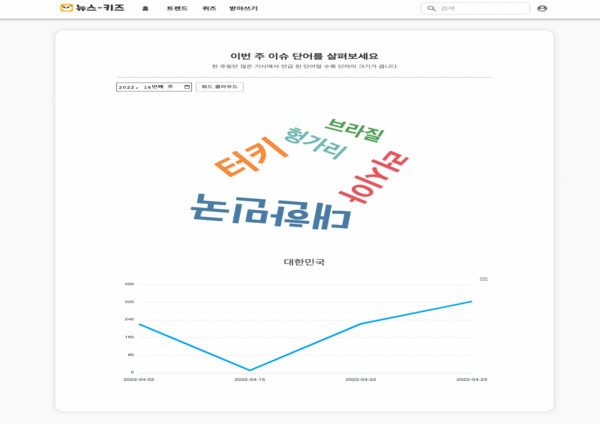 뉴스-키즈 홈 트렌드 퀴즈 받아쓰기 검색
이번 주 이슈 단어를 살펴보세요
한 주동안 많은 기사에서 언급 된 단어일 수록 단어의 크기가 큽니다
2022, 16번째 주 워드 클라우드
브라질
헝가리
터키
러시아
대한민국
대한민국
400
320
240
160
80
0
2022-04-02 2022-04-15 2022-04-22 2022-04-24